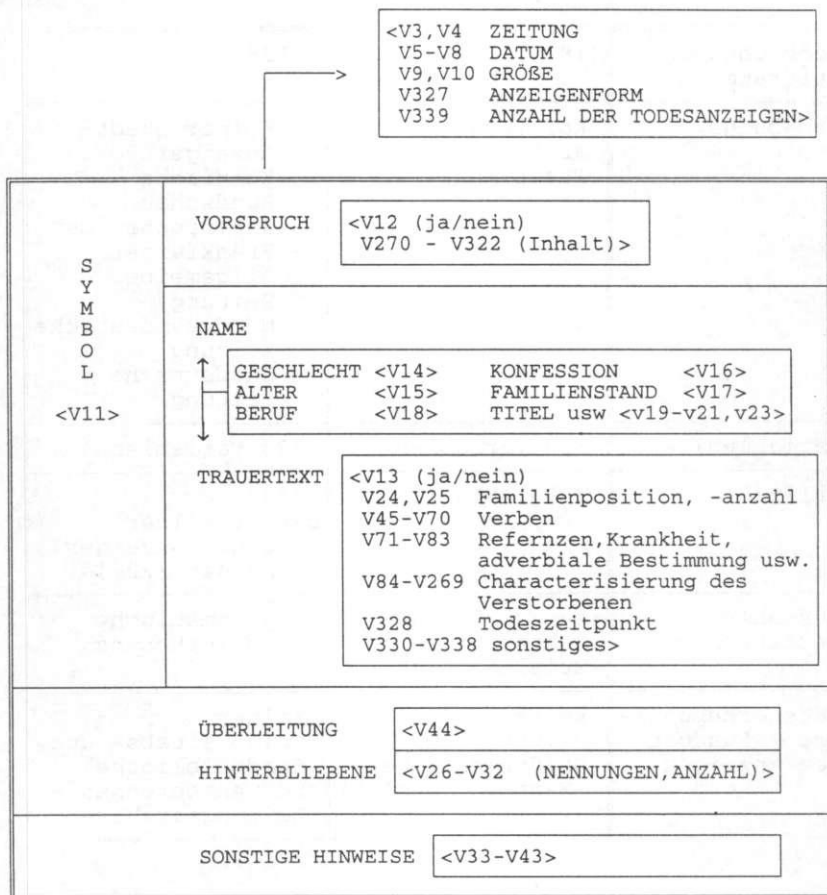 <V3,V4 ZEITUNG
V5-V8 DATUM
V9,V10 GRÖßE
V327 ANZEIGENFORM
V339 ANZAHL DER TODESANZEIGEN>
SYMBOL
<V11>
VORSPRUCH <V12 (ja/nein)
V270 - V322 (Inhalt)>
NAME
GESCHLECHT <V14> KONFESSION <V16>
ALTER <V15> FAMILIENSTAND <V17>
BERUF <V18> TITEL usw <v19-v21,v23>
TRAUERTEXT <V13 (ja/nein)
V24,V25 Familienposition, -anzahl
V45-V70 Verben
V71-V83 Refernzen,Krankheit,
adverbiale Bestimmung usw.
V84-V269 Characterisierung des
Verstorbenen
V328 Todeszeitpunkt
V330-V338 sonstiges>
ÜBERLEITUNG <V44>
HINTERBLIEBENE <V26-V32 (NENNUNGEN,ANZAHL)>
SONSTIGE HINWEISE <V33-V43>